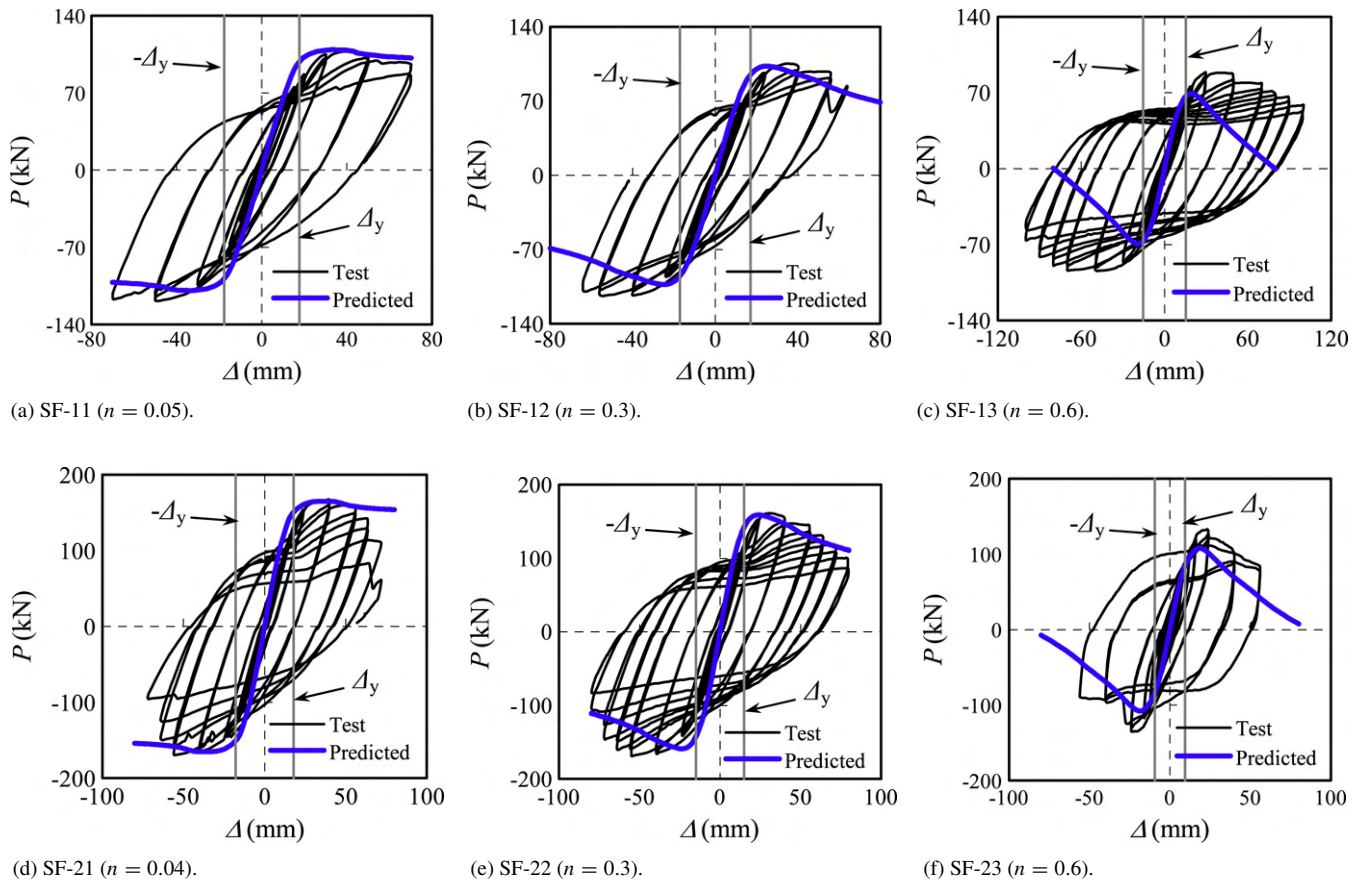 140
70
0
-70
-140
P (kN)
-80
-40
0
40
80
Δ (mm)
-Δy
Δy
Test
Predicted
(a) SF-11 (n = 0.05).
140
70
0
-70
-140
P (kN)
-80
-40
0
40
80
Δ (mm)
-Δy
Δy
Test
Predicted
(b) SF-12 (n = 0.3).
140
70
0
-70
-140
P (kN)
-120
-60
0
60
120
Δ (mm)
-Δy
Δy
Test
Predicted
(c) SF-13 (n = 0.6).
200
100
0
-100
-200
P (kN)
-100
-50
0
50
100
Δ (mm)
-Δy
Δy
Test
Predicted
(d) SF-21 (n = 0.04).
200
100
0
-100
-200
P (kN)
-100
-50
0
50
100
Δ (mm)
-Δy
Δy
Test
Predicted
(e) SF-22 (n = 0.3).
200
100
0
-100
-200
P (kN)
-100
-50
0
50
100
Δ (mm)
-Δy
Δy
Test
Predicted
(f) SF-23 (n = 0.6).